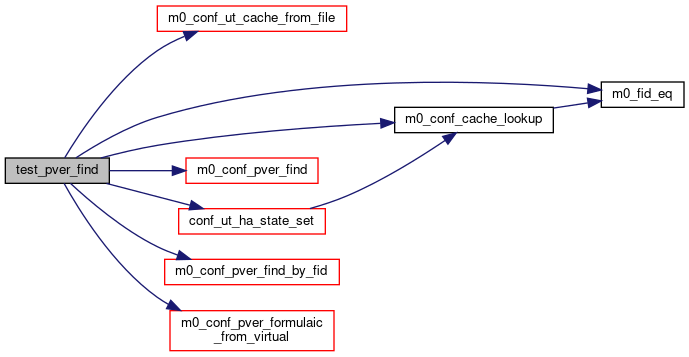 m0_conf_ut_cache_from_file
m0_fid_eq
m0_conf_cache_lookup
test_pver_find
m0_conf_pver_find
conf_ut_ha_state_set
m0_conf_pver_find_by_fid
m0_conf_pver_formulaic
_from_virtual